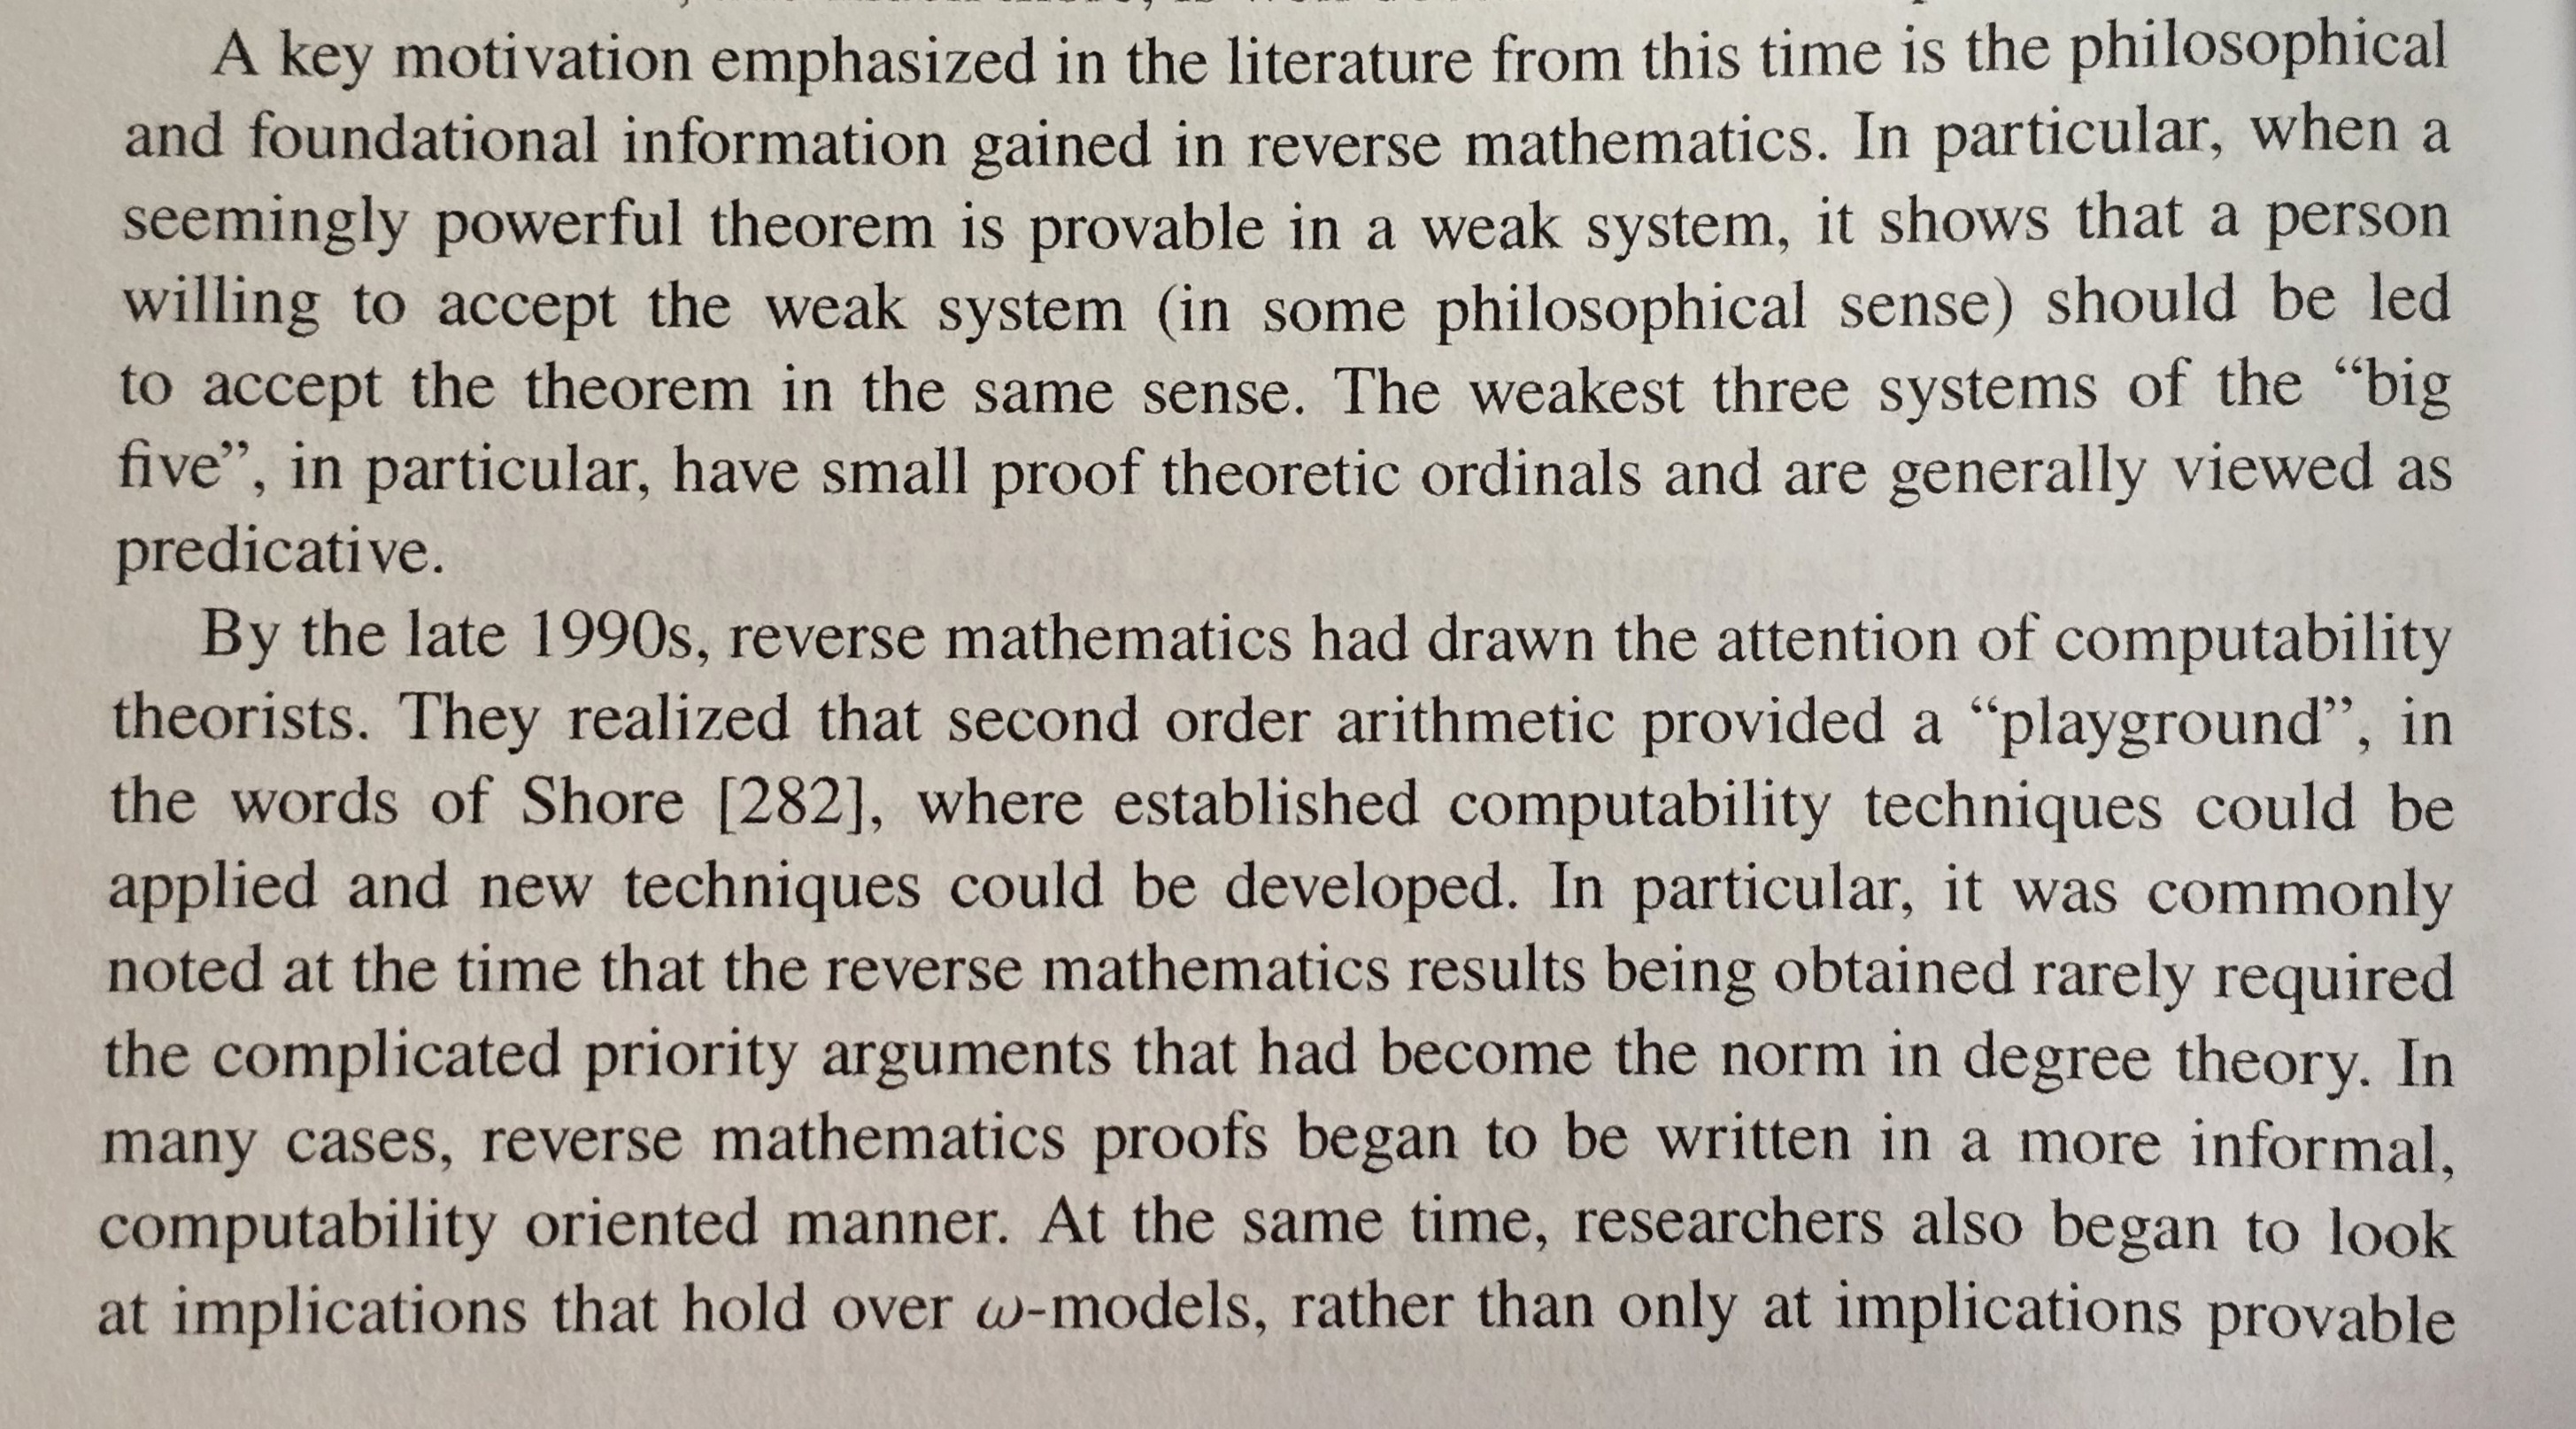 A key motivation emphasized in the literature from this time is the philosophical
and foundational information gained in reverse mathematics. In particular, when a
seemingly powerful theorem is provable in a weak system, it shows that a person
willing to accept the weak system (in some philosophical sense) should be led
to accept the theorem in the same sense. The weakest three systems of the “big
five”, in particular, have small proof theoretic ordinals and are generally viewed as
predicative.
By the late 1990s, reverse mathematics had drawn the attention of computability
theorists. They realized that second order arithmetic provided a “playground”, in
the words of Shore [282], where established computability techniques could be
applied and new techniques could be developed. In particular, it was commonly
noted at the time that the reverse mathematics results being obtained rarely required
the complicated priority arguments that had become the norm in degree theory. In
many cases, reverse mathematics proofs began to be written in a more informal,
computability oriented manner. At the same time, researchers also began to look
at implications that hold over ω-models, rather than only at implications provable